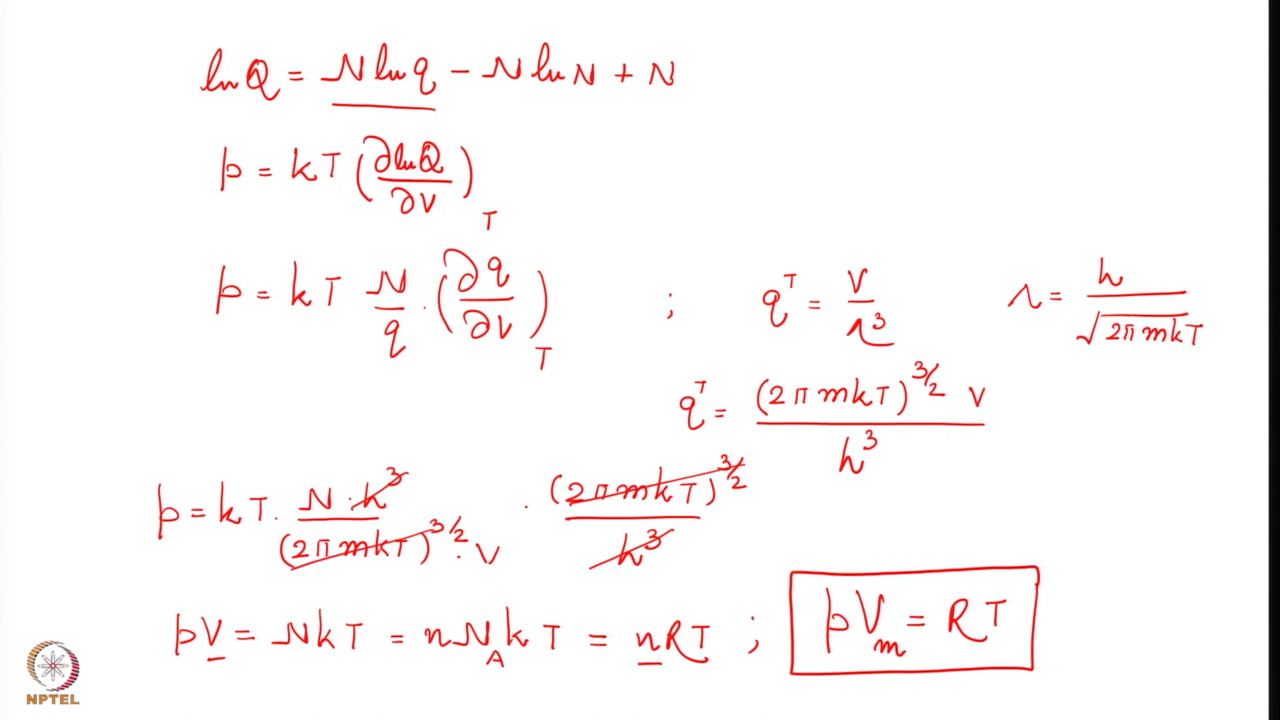 ln Q = N ln q − N ln N + N
p = kT (∂ln Q / ∂V)_T
p = kT N/q · (∂q/∂V)_T ; q^T = V/Λ³ Λ = h/√(2πmkT)
q^T = (2πmkT)^{3/2} V / h³
p = kT · N · h³ / (2πmkT)^{3/2} · V · (2πmkT)^{3/2} / h³
pV = NkT = nN_A kT = nRT ; pV_m = RT
NPTEL